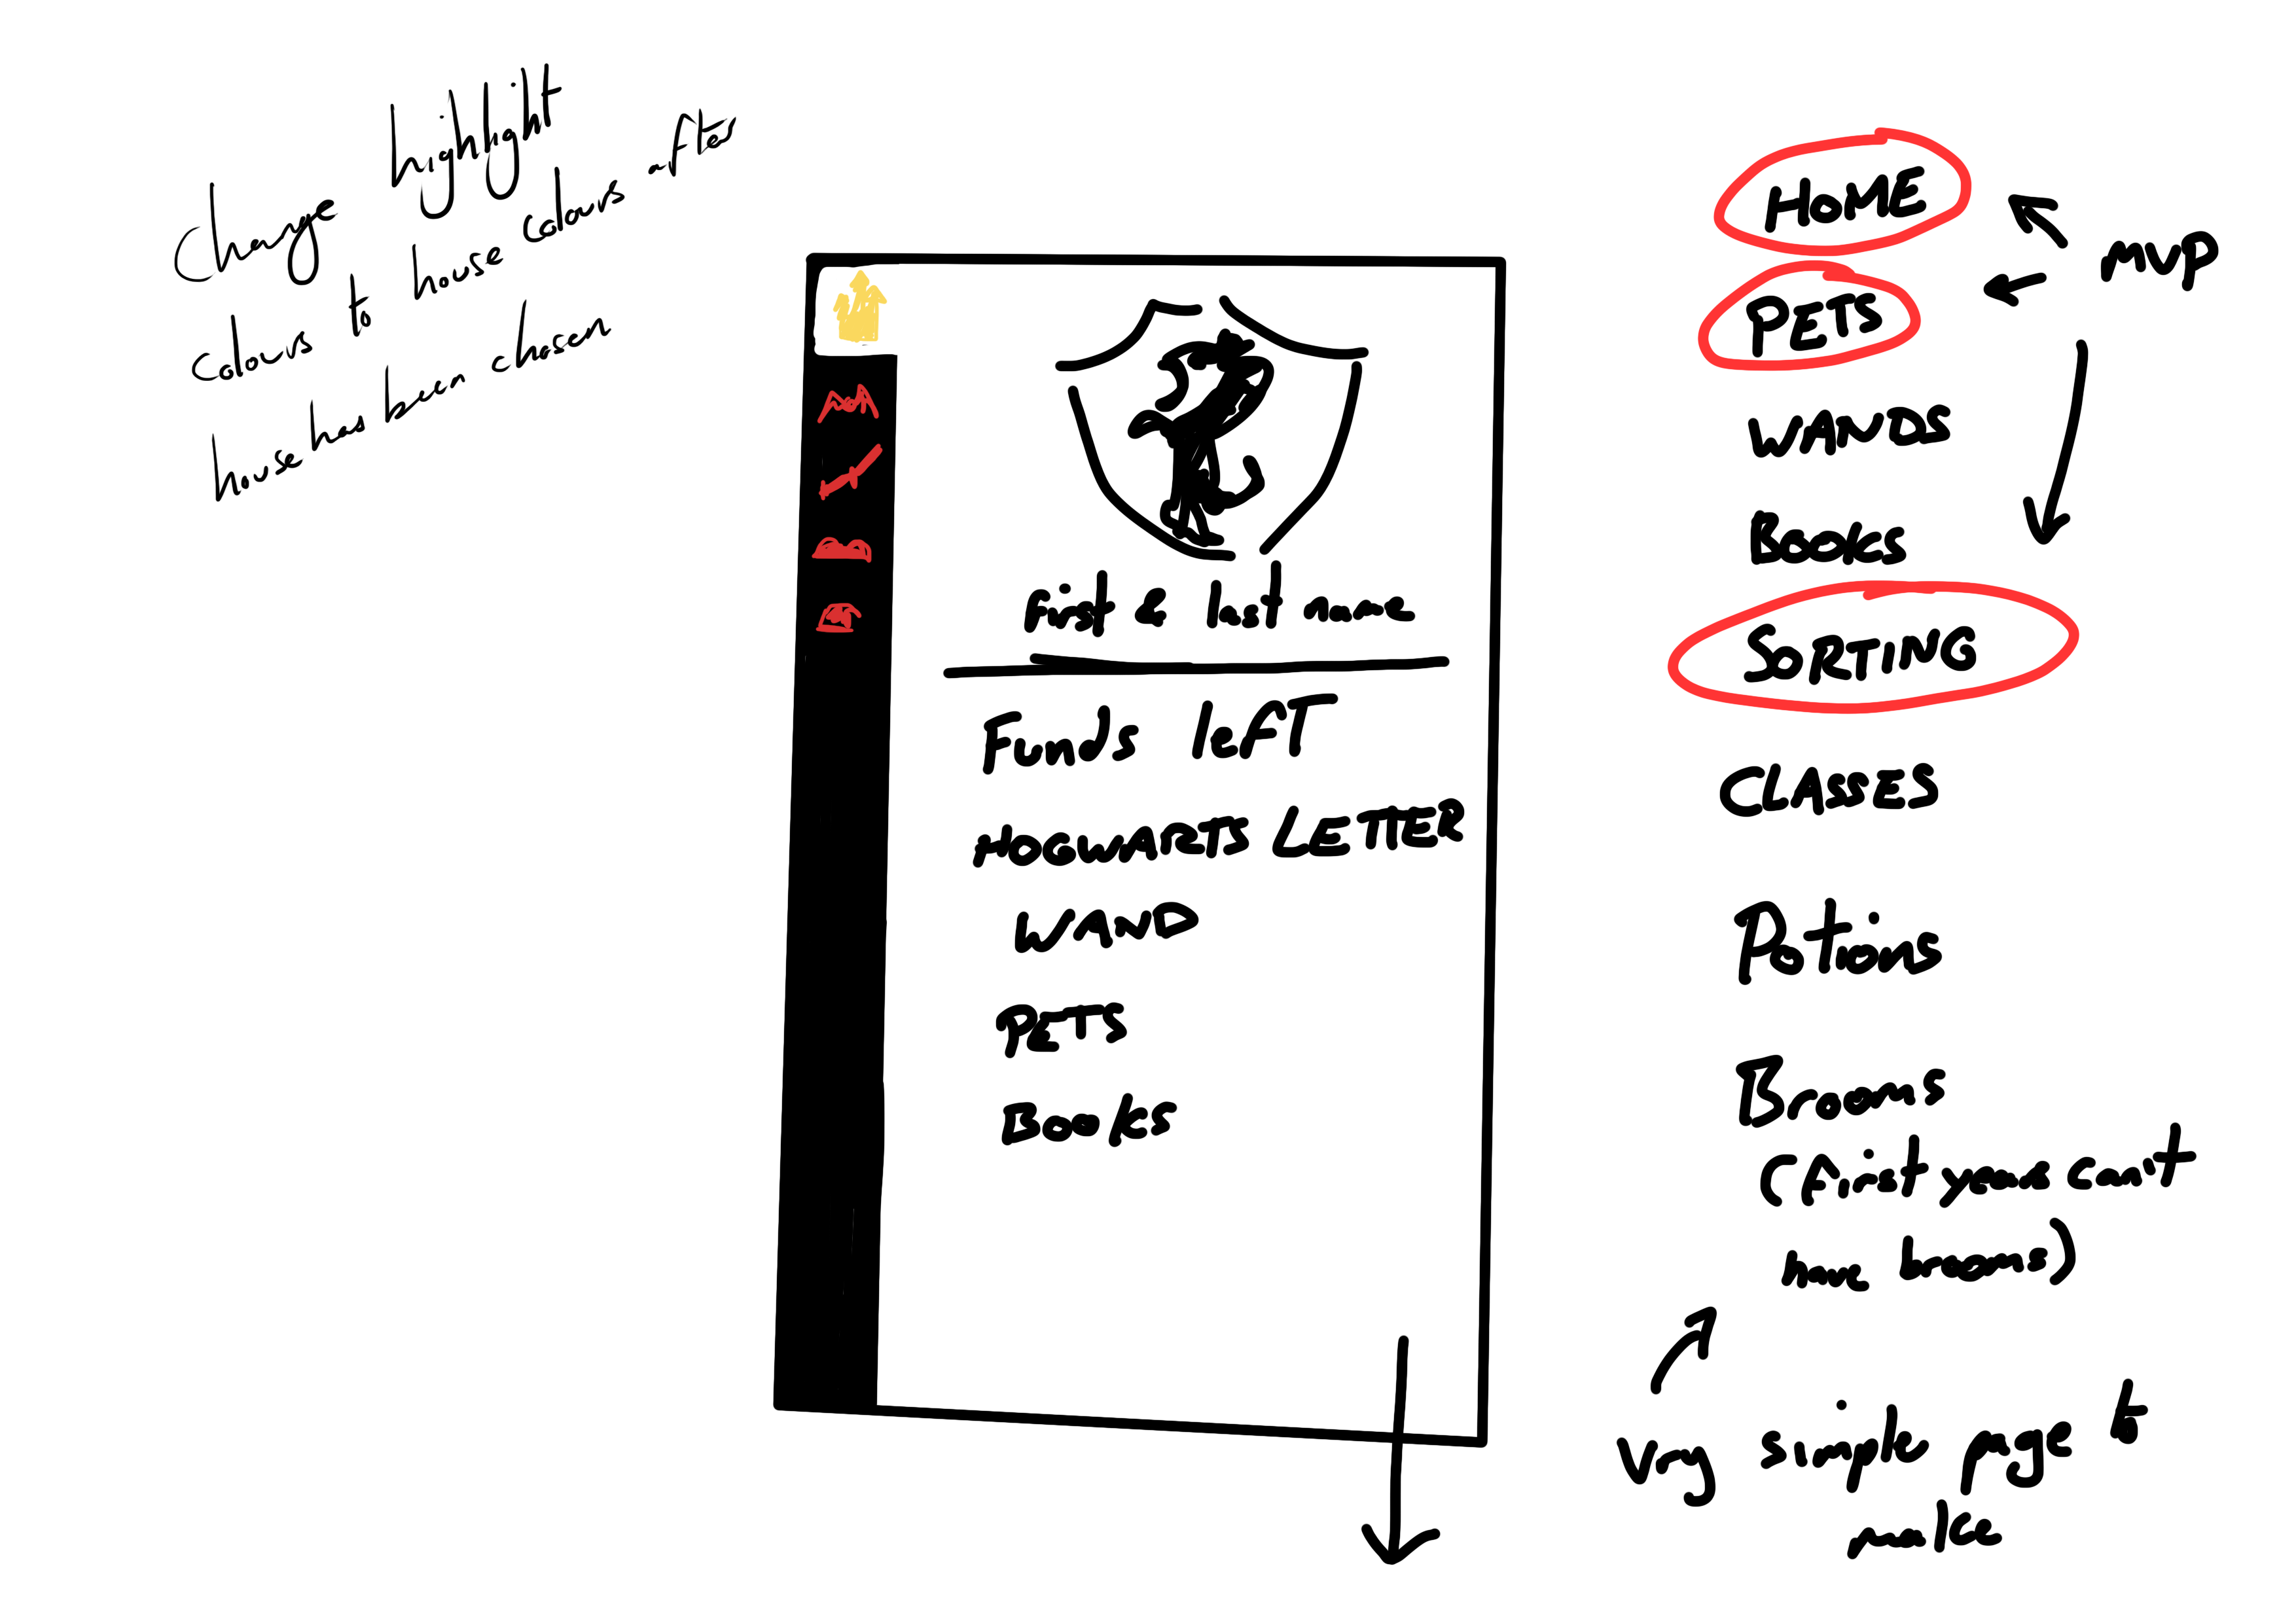 Change highlight
colours to house colours after
house has been chosen
First & last name
Funds left
HOGWARTS LETTER
WAND
PETS
Books
HOME
MVP
PETS
WANDS
Books
SORTING
CLASSES
Potions
Brooms
(First years can't
have brooms)
Very simple page to
make